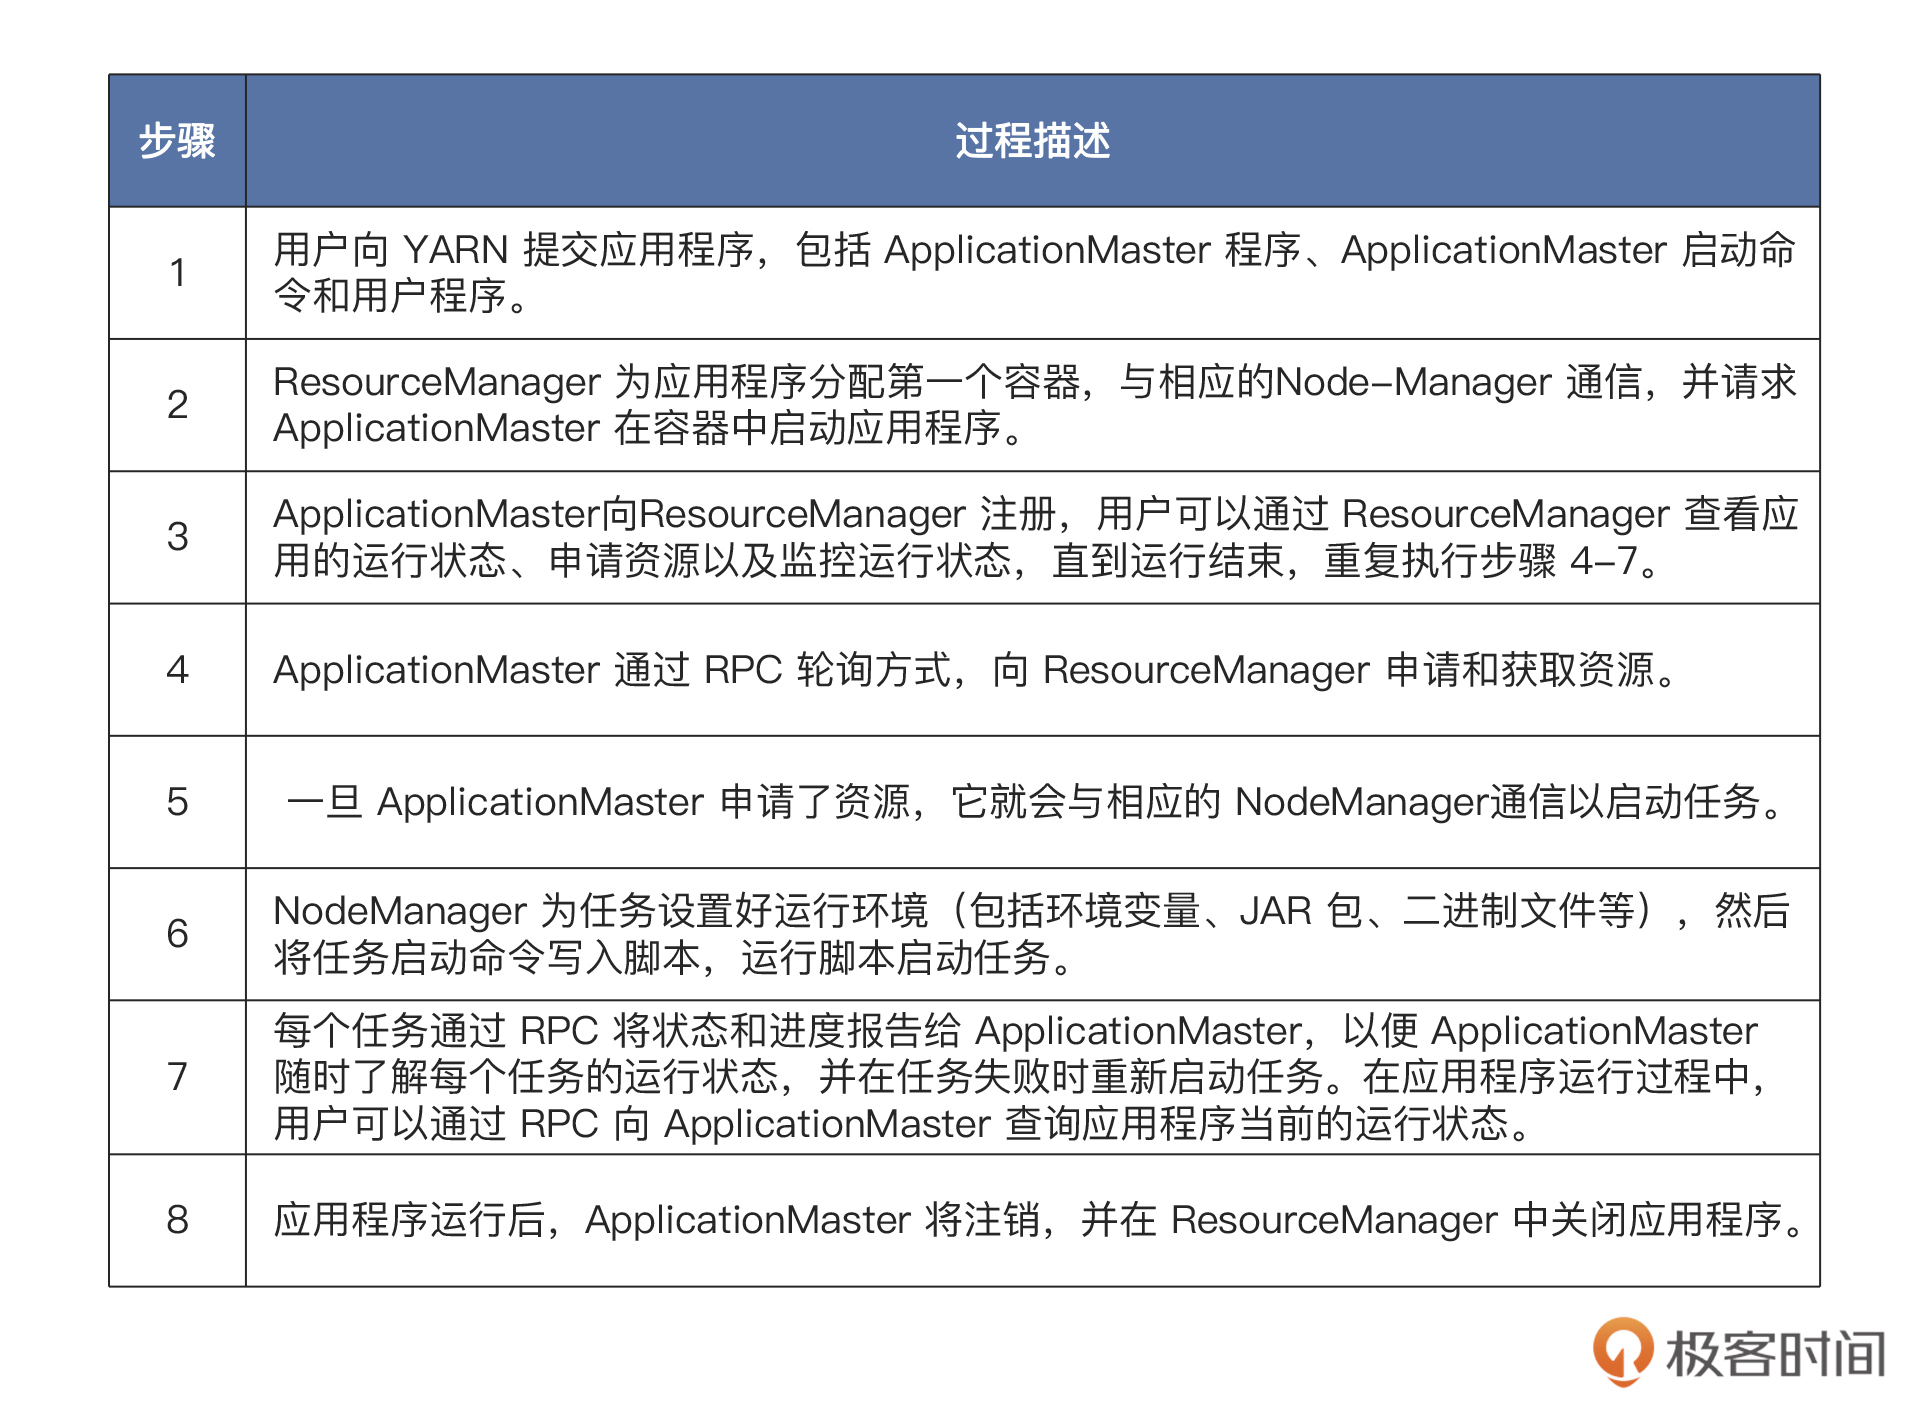 步骤
过程描述
1
用户向 YARN 提交应用程序，包括 ApplicationMaster 程序、ApplicationMaster 启动命
令和用户程序。
2
ResourceManager 为应用程序分配第一个容器，与相应的Node-Manager 通信，并请求
ApplicationMaster 在容器中启动应用程序。
3
ApplicationMaster向ResourceManager 注册，用户可以通过 ResourceManager 查看应
用的运行状态、申请资源以及监控运行状态，直到运行结束，重复执行步骤 4-7。
4
ApplicationMaster 通过 RPC 轮询方式，向 ResourceManager 申请和获取资源。
5
一旦 ApplicationMaster 申请了资源，它就会与相应的 NodeManager通信以启动任务。
6
NodeManager 为任务设置好运行环境（包括环境变量、JAR 包、二进制文件等），然后
将任务启动命令写入脚本，运行脚本启动任务。
7
每个任务通过 RPC 将状态和进度报告给 ApplicationMaster，以便 ApplicationMaster
随时了解每个任务的运行状态，并在任务失败时重新启动任务。在应用程序运行过程中，
用户可以通过 RPC 向 ApplicationMaster 查询应用程序当前的运行状态。
8
应用程序运行后，ApplicationMaster 将注销，并在 ResourceManager 中关闭应用程序。
极客时间